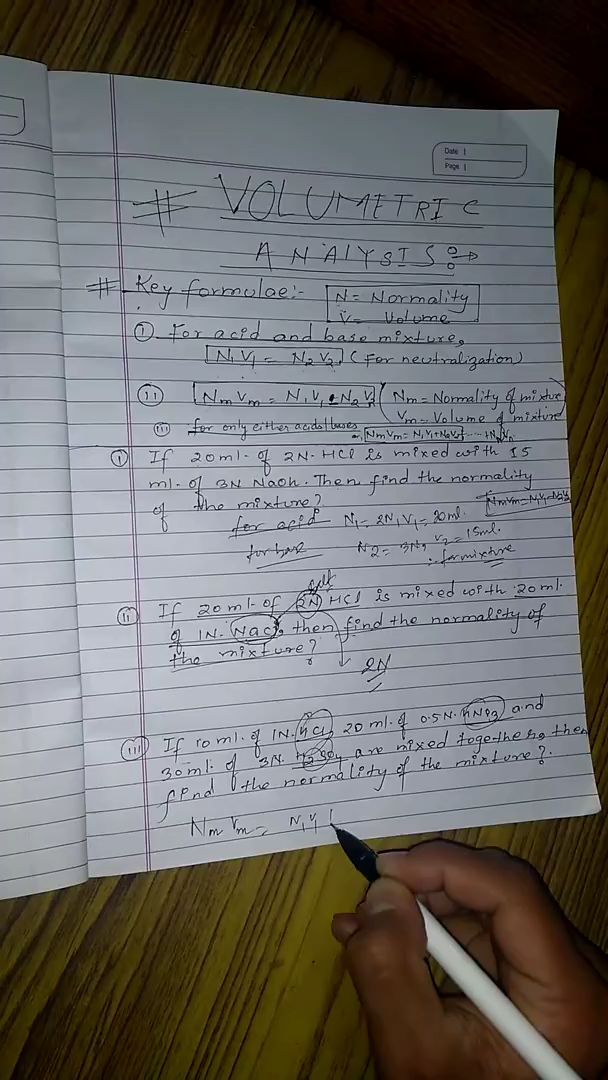 Date |
Page |
# VOLUMETRIC
ANALYSIS:→
# Key formulae:- N = Normality
V = Volume
① For acid and base mixture,
N₁V₁ = N₂V₂ (For neutralization)
(ii) NmVm = N₁V₁ - N₂V₂ (Nm = Normality of mixture
Vm = Volume of mixture)
(iii) for only either acids/bases
NmVm = N₁V₁+N₂V₂+.....+NnVn
(i) If 20ml. of 2N. HCl is mixed with 15
ml. of 3N NaOh. Then find the normality
of the mixture? NmVm = N₁V₁-N₂V₂
for acid N₁ = 2N, V₁ = 20ml.
for base N₂ = 3N, V₂ = 15ml.
∴ for mixture
salt
(ii) If 20ml. of 2N HCl is mixed with 20ml.
of 1N. NaCl, then find the normality of
the mixture?
2N
(iii) If 10 ml. of 1N. hCl, 20 ml. of 0.5N. hNO3 and
30ml. of 3N. H2SO4 are mixed together, then
find the normality of the mixture?
NmVm = N₁V₁